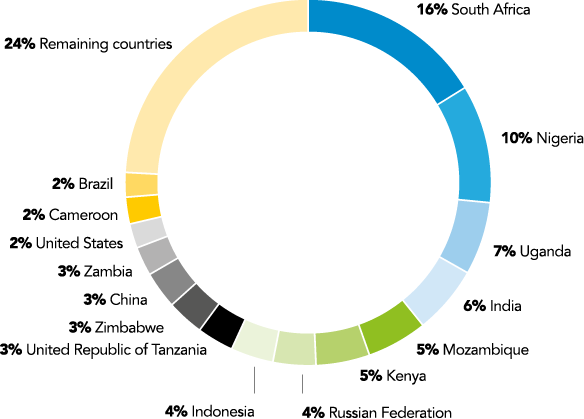 16% South Africa
24% Remaining countries
10% Nigeria
2% Brazil
2% Cameroon
2% United States
7% Uganda
3% Zambia
3% China
6% India
3% Zimbabwe
3% United Republic of Tanzania
5% Mozambique
5% Kenya
4% Indonesia
4% Russian Federation